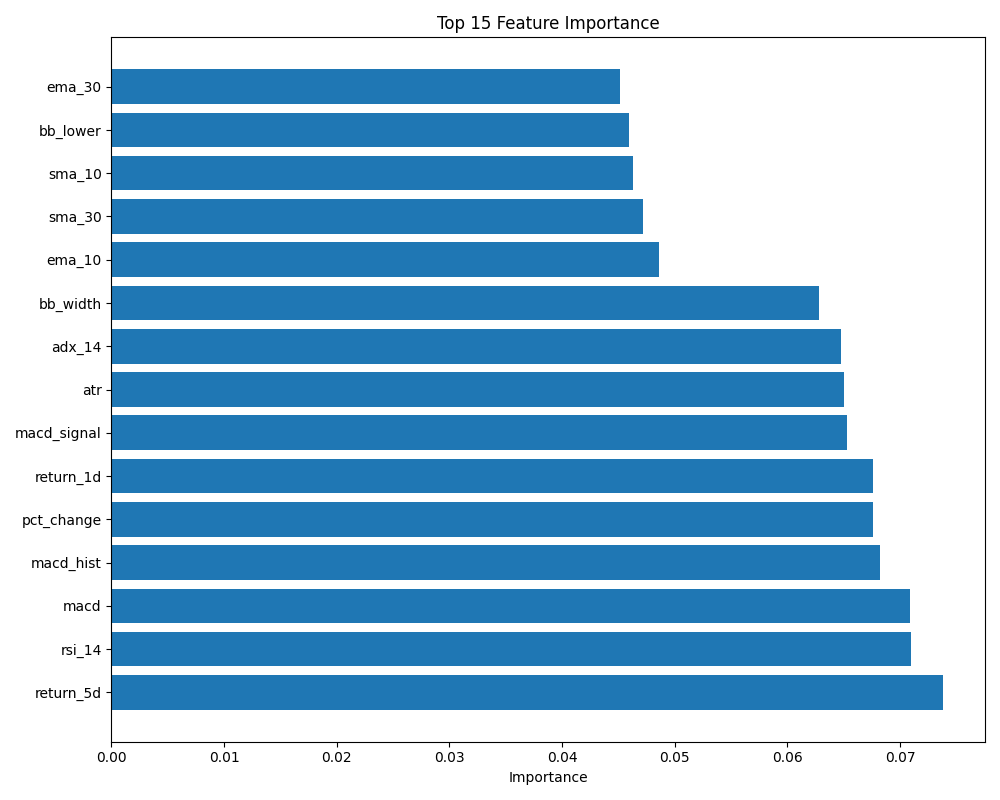 Top 15 Feature Importance
ema_30
bb_lower
sma_10
sma_30
ema_10
bb_width
adx_14
atr
macd_signal
return_1d
pct_change
macd_hist
macd
rsi_14
return_5d
0.00 0.01 0.02 0.03 0.04 0.05 0.06 0.07
Importance